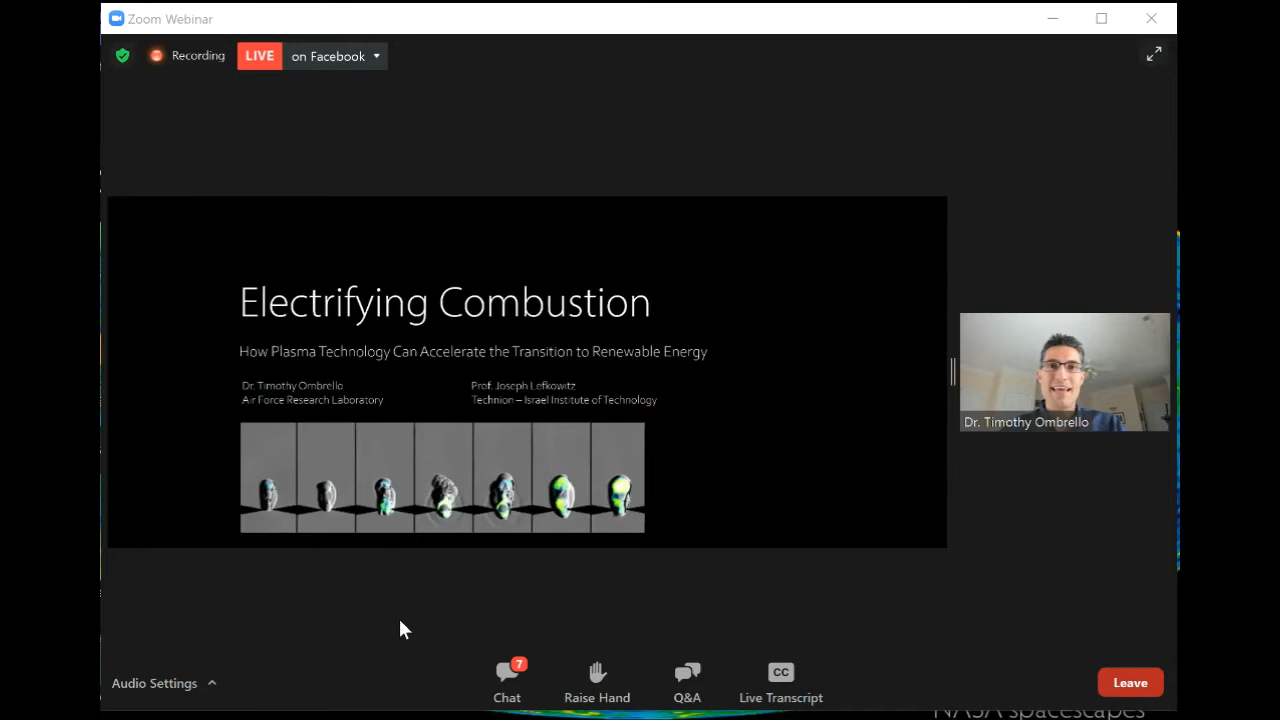 Zoom Webinar
Recording
LIVE on Facebook
Electrifying Combustion
How Plasma Technology Can Accelerate the Transition to Renewable Energy
Dr. Timothy Ombrello
Air Force Research Laboratory
Prof. Joseph Lefkowitz
Technion – Israel Institute of Technology
Dr. Timothy Ombrello
Audio Settings
7
Chat
Raise Hand
Q&A
CC
Live Transcript
Leave
NASA spacescapes